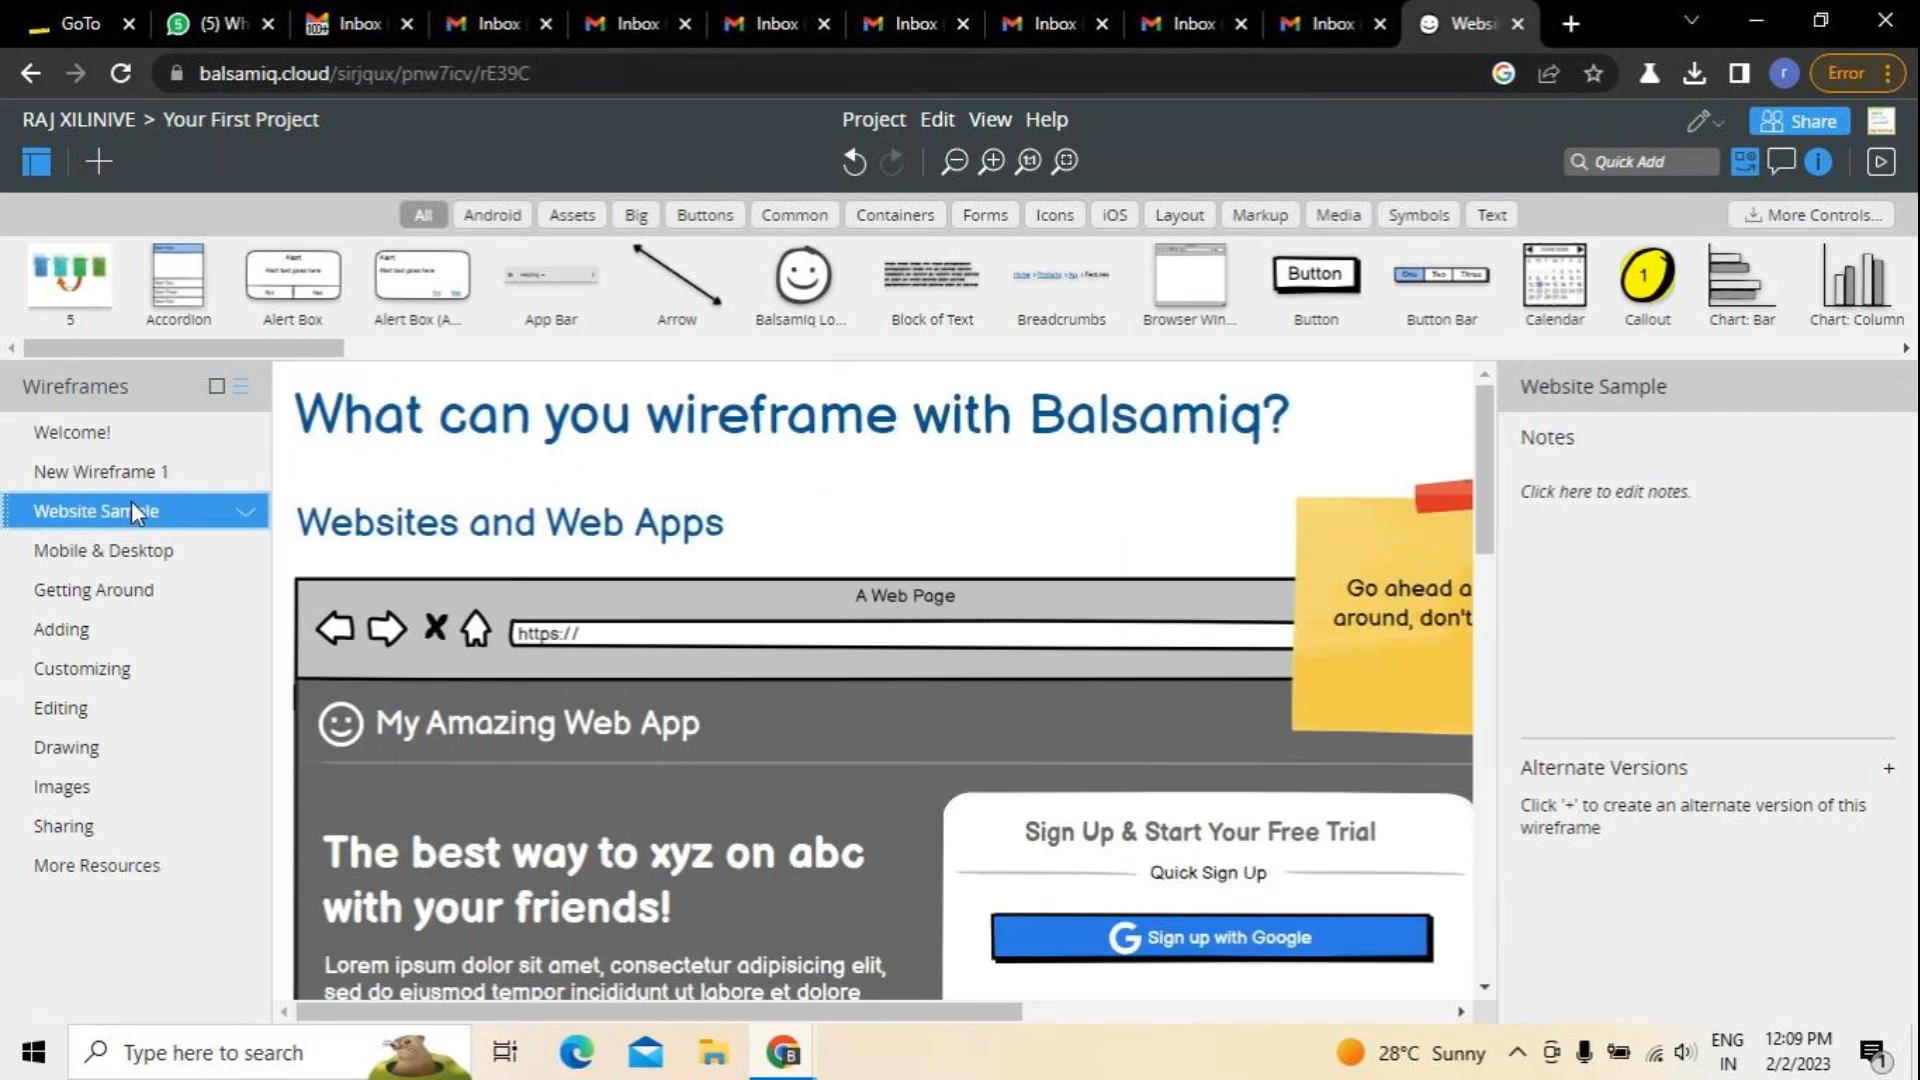 GoTo
(5) Wh
Inbox
Inbox
Inbox
Inbox
Inbox
Inbox
Inbox
Inbox
Websi
balsamiq.cloud/sirjqux/pnw7icv/rE39C
r
Error
RAJ XILINIVE > Your First Project
Project Edit View Help
Share
1:1
Quick Add
All Android Assets Big Buttons Common Containers Forms Icons iOS Layout Markup Media Symbols Text
More Controls...
Button
One Two Three
1
5
Accordion
Alert Box
Alert Box (A...
App Bar
Arrow
Balsamiq Lo...
Block of Text
Breadcrumbs
Browser Win...
Button
Button Bar
Calendar
Callout
Chart: Bar
Chart: Column
Wireframes
Welcome!
New Wireframe 1
Website Sample
Mobile & Desktop
Getting Around
Adding
Customizing
Editing
Drawing
Images
Sharing
More Resources
What can you wireframe with Balsamiq?
Websites and Web Apps
A Web Page
https://
Go ahead a
around, don't
My Amazing Web App
The best way to xyz on abc
with your friends!
Lorem ipsum dolor sit amet, consectetur adipisicing elit,
sed do eiusmod tempor incididunt ut labore et dolore
Sign Up & Start Your Free Trial
Quick Sign Up
Sign up with Google
Website Sample
Notes
Click here to edit notes.
Alternate Versions +
Click '+' to create an alternate version of this
wireframe
Type here to search
28°C Sunny
ENG
IN
12:09 PM
2/2/2023
1